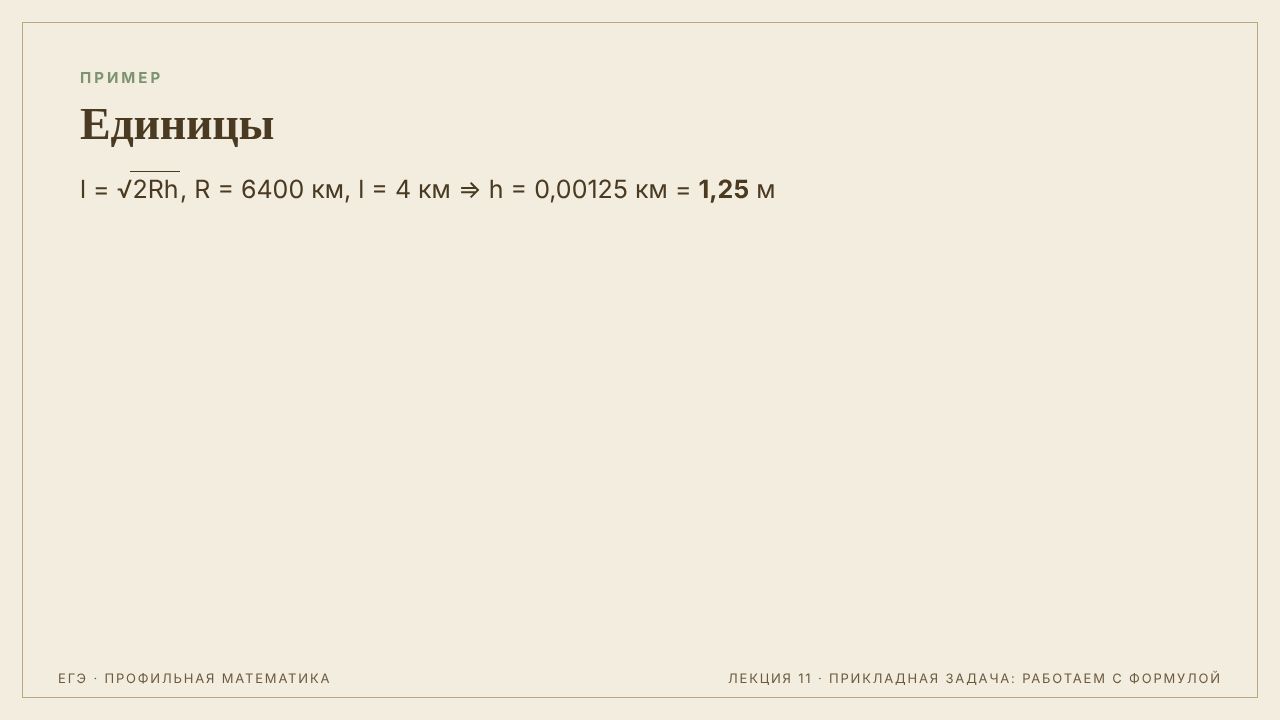 ПРИМЕР
Единицы
l = √2Rh, R = 6400 км, l = 4 км ⇒ h = 0,00125 км = 1,25 м
ЕГЭ · ПРОФИЛЬНАЯ МАТЕМАТИКА
ЛЕКЦИЯ 11 · ПРИКЛАДНАЯ ЗАДАЧА: РАБОТАЕМ С ФОРМУЛОЙ